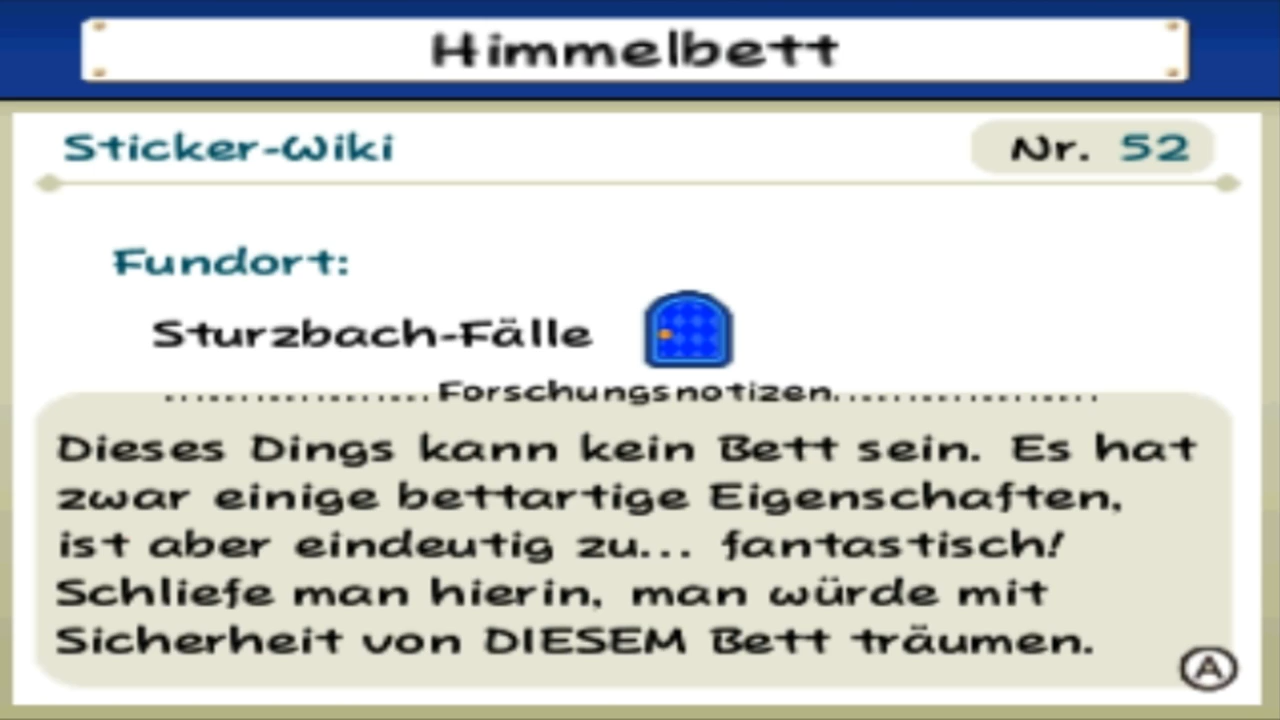 Himmelbett
Sticker-Wiki
Nr. 52
Fundort:
Sturzbach-Fälle
Forschungsnotizen
Dieses Dings kann kein Bett sein. Es hat
zwar einige bettartige Eigenschaften,
ist aber eindeutig zu... fantastisch!
Schliefe man hierin, man würde mit
Sicherheit von DIESEM Bett träumen.
A